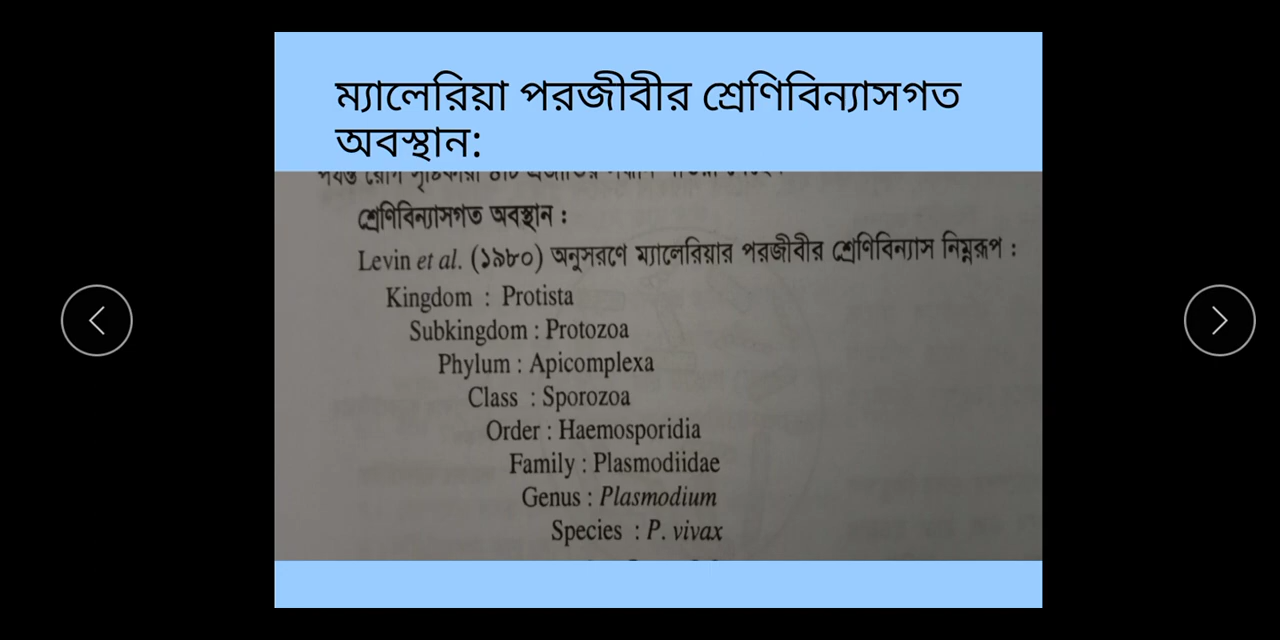 ম্যালেরিয়া পরজীবীর শ্রেণিবিন্যাসগত
অবস্থান:
শ্রেণিবিন্যাসগত অবস্থান :
Levin et al. (১৯৮০) অনুসরণে ম্যালেরিয়ার পরজীবীর শ্রেণিবিন্যাস নিম্নরূপ :
Kingdom : Protista
Subkingdom : Protozoa
Phylum : Apicomplexa
Class : Sporozoa
Order : Haemosporidia
Family : Plasmodiidae
Genus : Plasmodium
Species : P. vivax